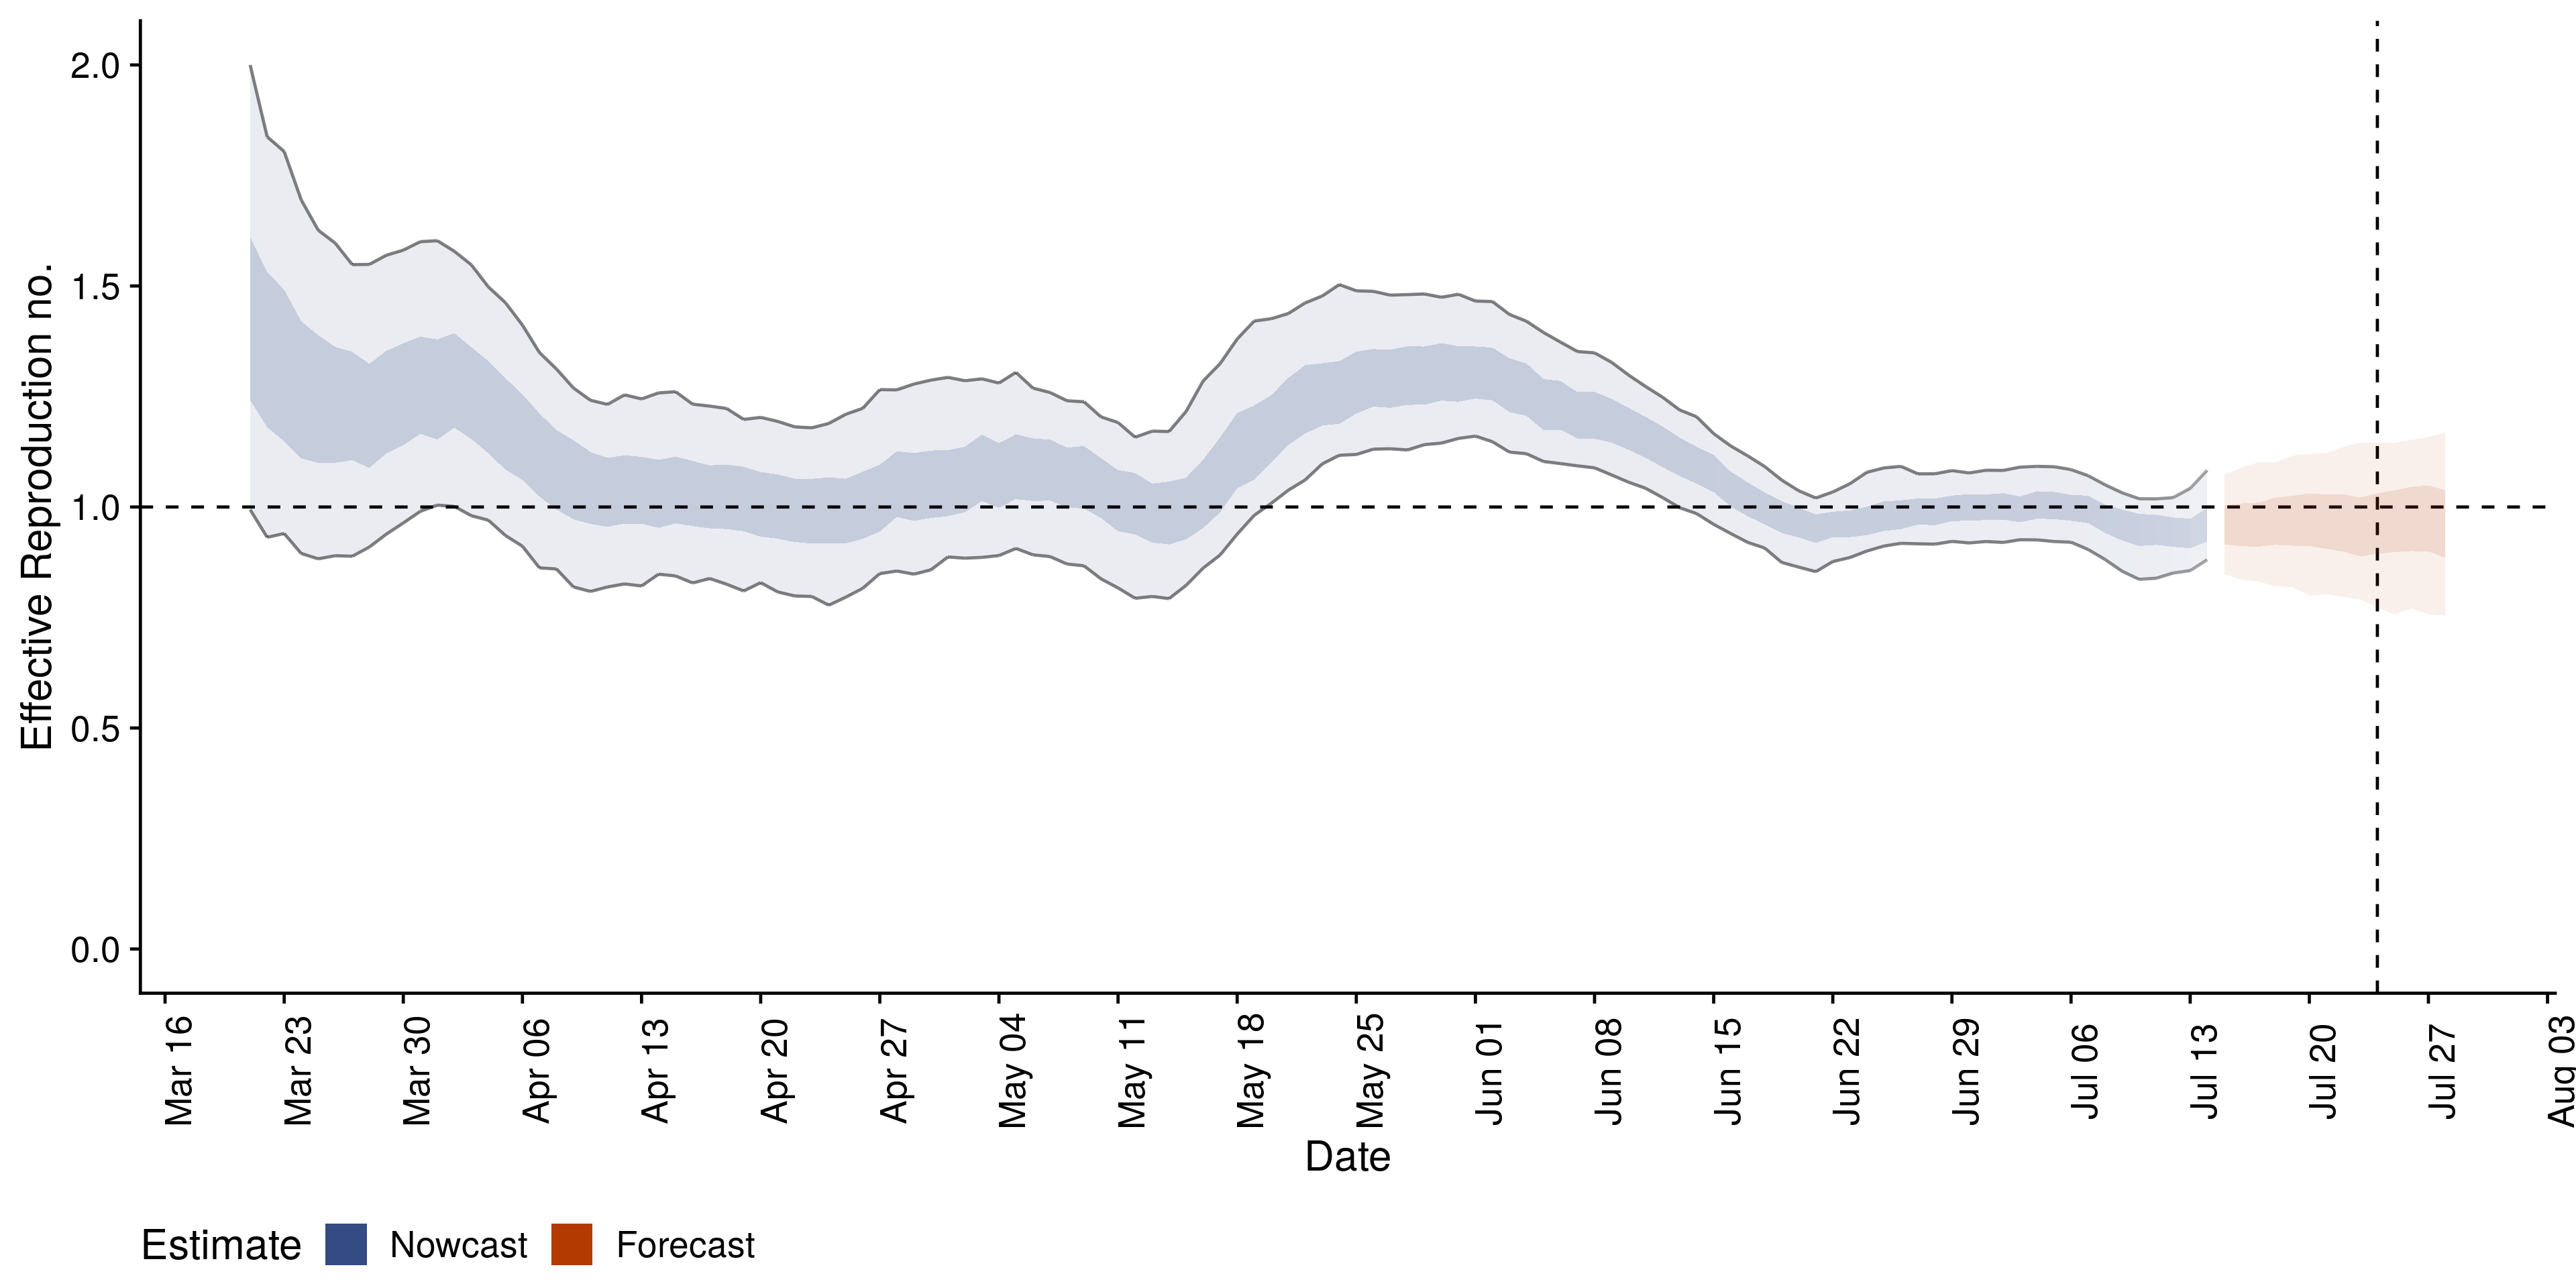 Effective Reproduction no.
2.0
1.5
1.0
0.5
0.0
Mar 16
Mar 23
Mar 30
Apr 06
Apr 13
Apr 20
Apr 27
May 04
May 11
May 18
May 25
Jun 01
Jun 08
Jun 15
Jun 22
Jun 29
Jul 06
Jul 13
Jul 20
Jul 27
Aug 03
Date
Estimate Nowcast Forecast